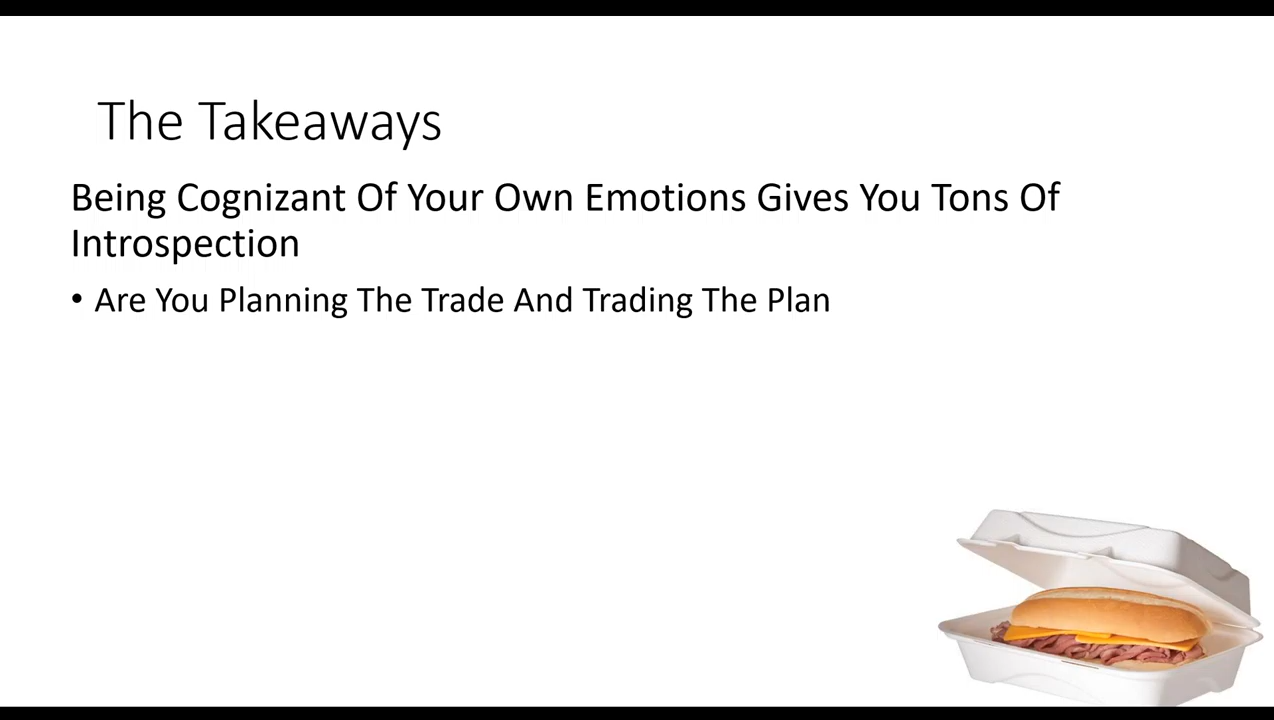 The Takeaways
Being Cognizant Of Your Own Emotions Gives You Tons Of
Introspection
• Are You Planning The Trade And Trading The Plan